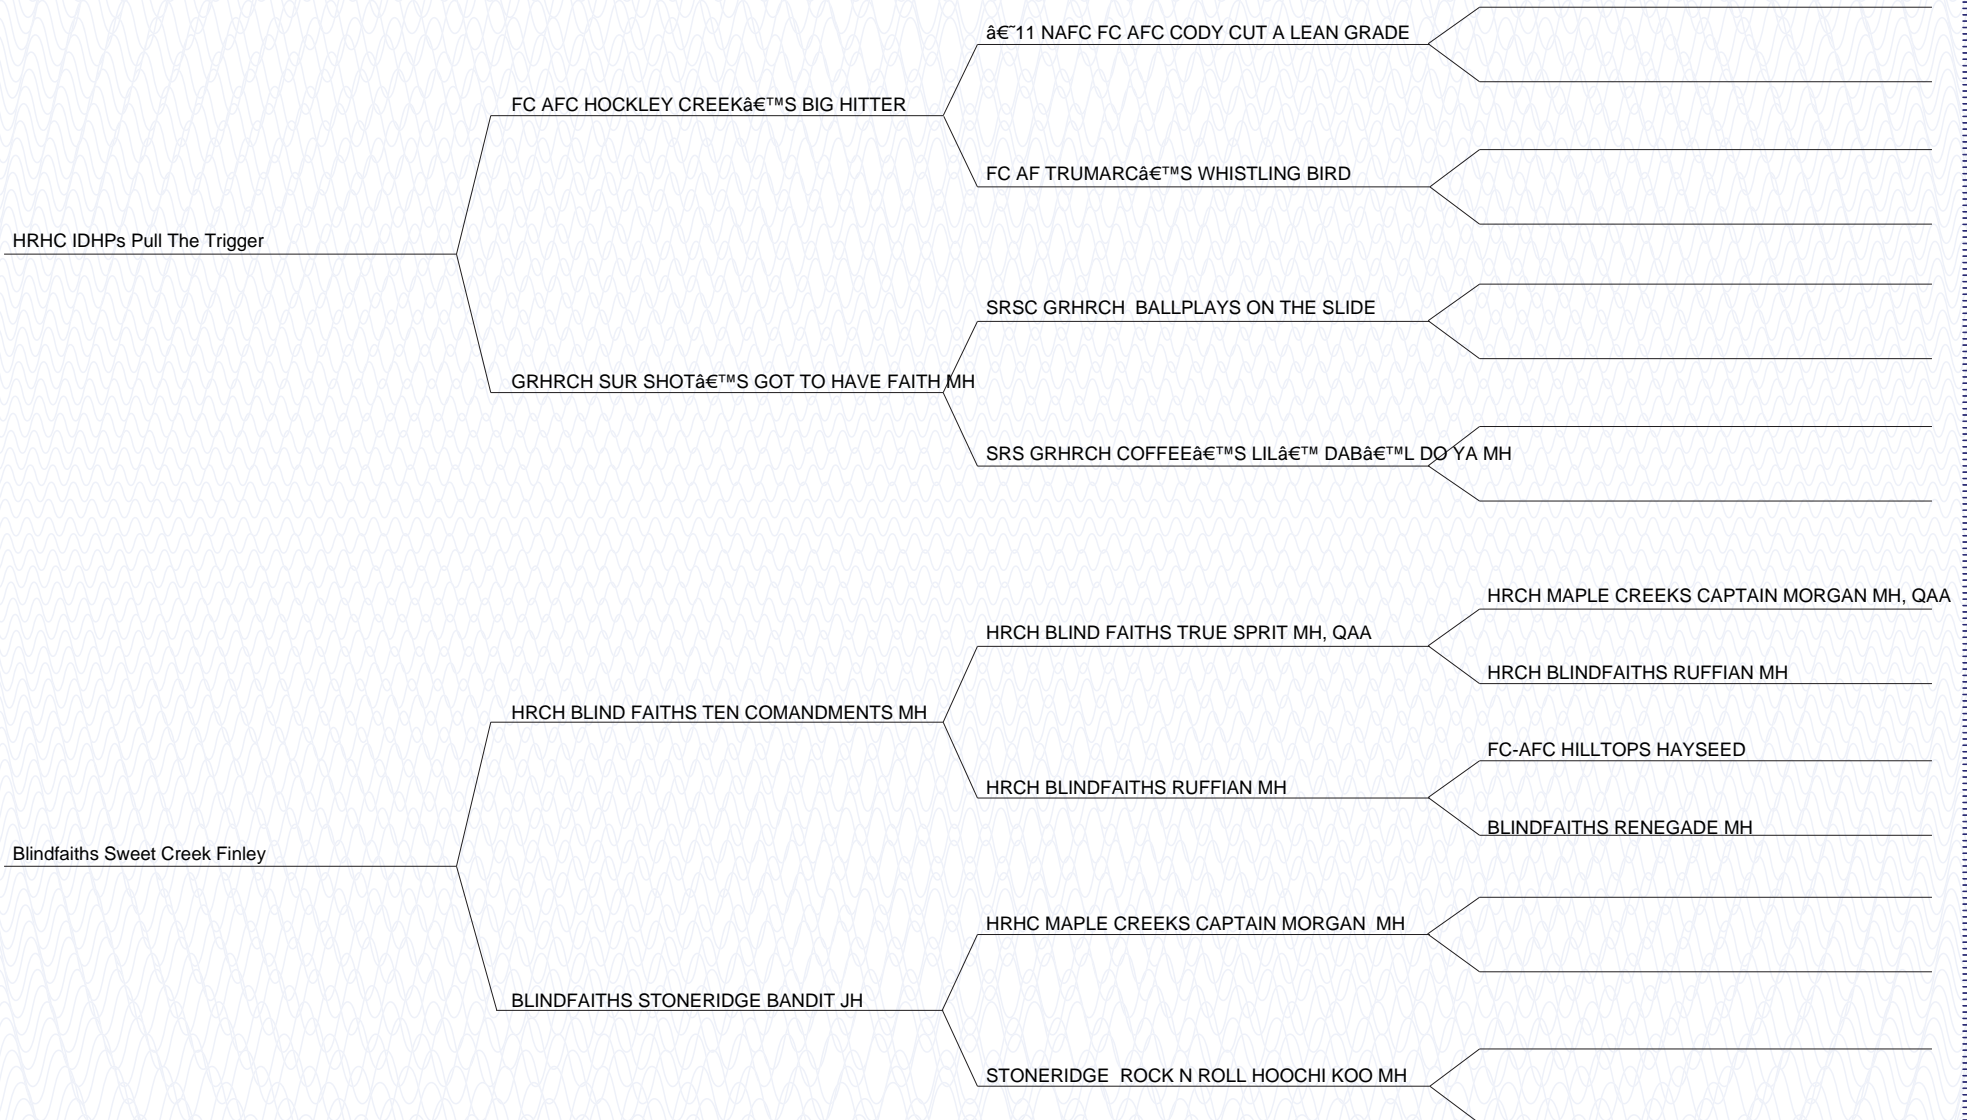 â€˜11 NAFC FC AFC CODY CUT A LEAN GRADE
FC AFC HOCKLEY CREEKâ€™S BIG HITTER
FC AF TRUMARCâ€™S WHISTLING BIRD
HRHC IDHPs Pull The Trigger
SRSC GRHRCH  BALLPLAYS ON THE SLIDE
GRHRCH SUR SHOTâ€™S GOT TO HAVE FAITH MH
SRS GRHRCH COFFEEâ€™S LILâ€™ DABâ€™L DO YA MH
HRCH MAPLE CREEKS CAPTAIN MORGAN MH, QAA
HRCH BLIND FAITHS TRUE SPRIT MH, QAA
HRCH BLINDFAITHS RUFFIAN MH
HRCH BLIND FAITHS TEN COMANDMENTS MH
FC-AFC HILLTOPS HAYSEED
HRCH BLINDFAITHS RUFFIAN MH
BLINDFAITHS RENEGADE MH
Blindfaiths Sweet Creek Finley
HRHC MAPLE CREEKS CAPTAIN MORGAN  MH
BLINDFAITHS STONERIDGE BANDIT JH
STONERIDGE  ROCK N ROLL HOOCHI KOO MH